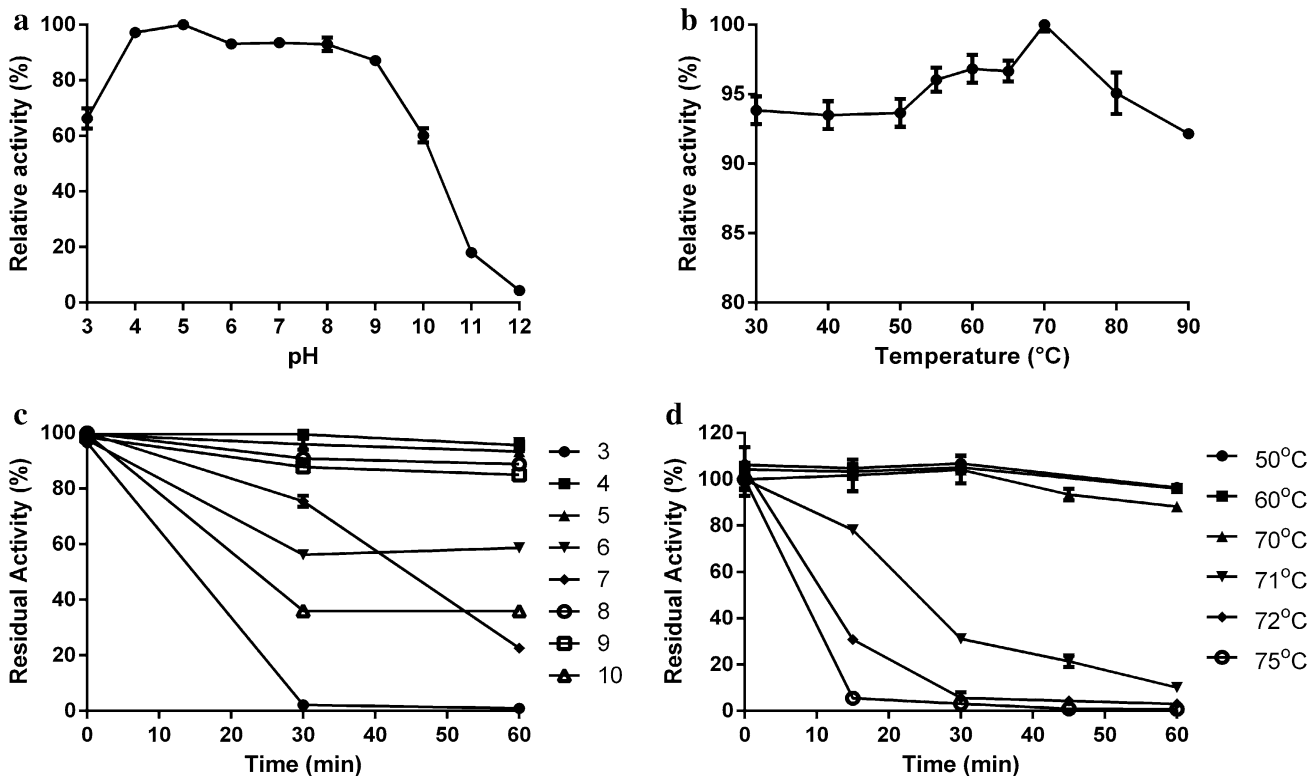 a
Relative activity (%)
100
80
60
40
20
0
3 4 5 6 7 8 9 10 11 12
pH
b
Relative activity (%)
100
95
90
85
80
30 40 50 60 70 80 90
Temperature (°C)
c
Residual Activity (%)
100
80
60
40
20
0
0 10 20 30 40 50 60
Time (min)
3
4
5
6
7
8
9
10
d
Residual Activity (%)
120
100
80
60
40
20
0
0 10 20 30 40 50 60
Time (min)
50°C
60°C
70°C
71°C
72°C
75°C